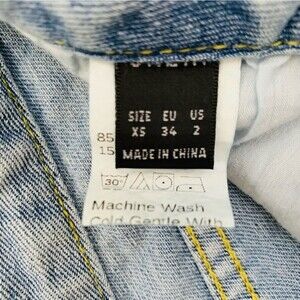 SIZE EU US
XS 34 2
85
15
MADE IN CHINA
30°
Machine Wash
Cold Gentle With